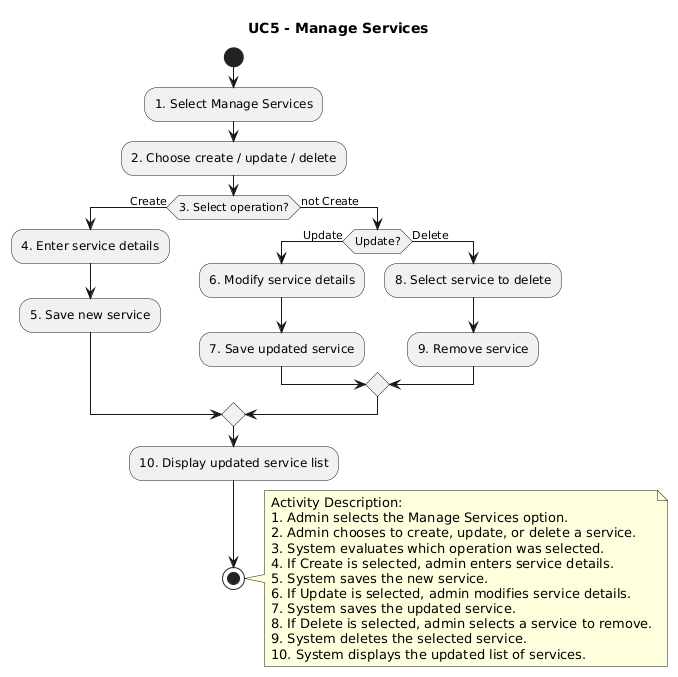 UC5 - Manage Services
1. Select Manage Services
2. Choose create / update / delete
Create
3. Select operation?
not Create
4. Enter service details
5. Save new service
Update
Update?
Delete
6. Modify service details
8. Select service to delete
7. Save updated service
9. Remove service
10. Display updated service list
Activity Description:
1. Admin selects the Manage Services option.
2. Admin chooses to create, update, or delete a service.
3. System evaluates which operation was selected.
4. If Create is selected, admin enters service details.
5. System saves the new service.
6. If Update is selected, admin modifies service details.
7. System saves the updated service.
8. If Delete is selected, admin selects a service to remove.
9. System deletes the selected service.
10. System displays the updated list of services.